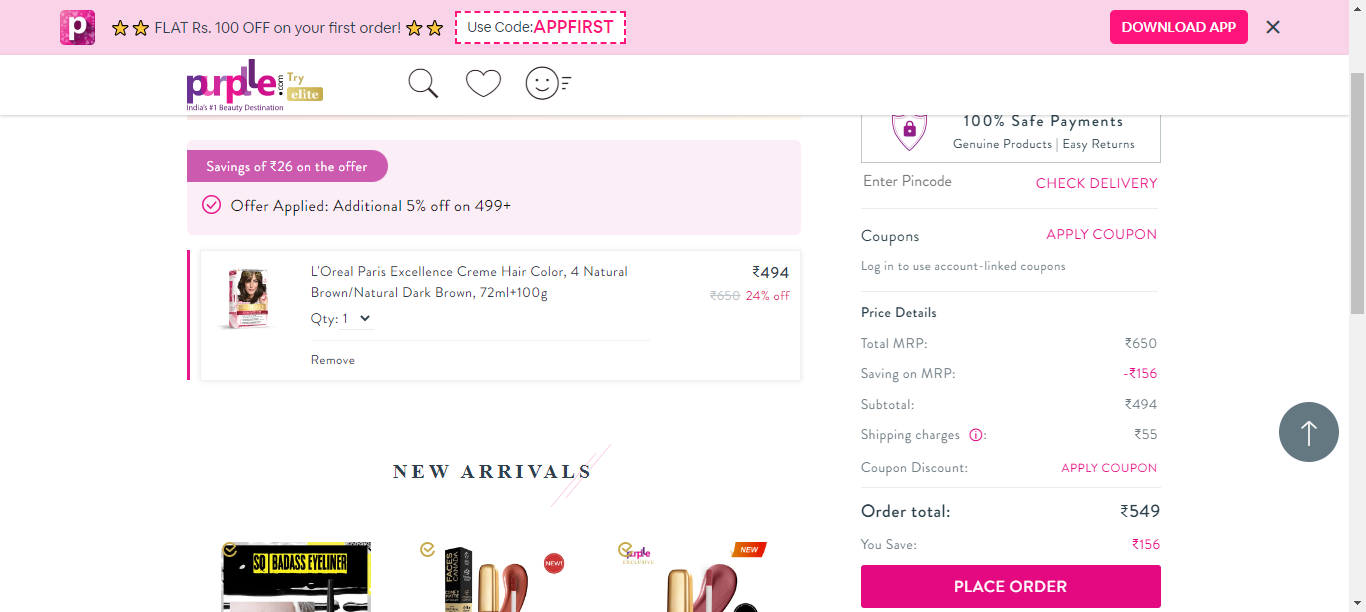 FLAT Rs. 100 OFF on your first order!
Use Code:APPFIRST
DOWNLOAD APP
purplle.com
Try
elite
India's #1 Beauty Destination
100% Safe Payments
Genuine Products | Easy Returns
Savings of ₹26 on the offer
Offer Applied: Additional 5% off on 499+
Enter Pincode
CHECK DELIVERY
Coupons
APPLY COUPON
Log in to use account-linked coupons
L'Oreal Paris Excellence Creme Hair Color, 4 Natural
Brown/Natural Dark Brown, 72ml+100g
₹494
₹650 24% off
Qty: 1
Remove
Price Details
Total MRP: ₹650
Saving on MRP: -₹156
Subtotal: ₹494
Shipping charges : ₹55
Coupon Discount: APPLY COUPON
Order total: ₹549
You Save: ₹156
PLACE ORDER
NEW ARRIVALS
SO BADASS EYELINER
FACES CANADA
NEW!
purplle
EXCLUSIVE
NEW